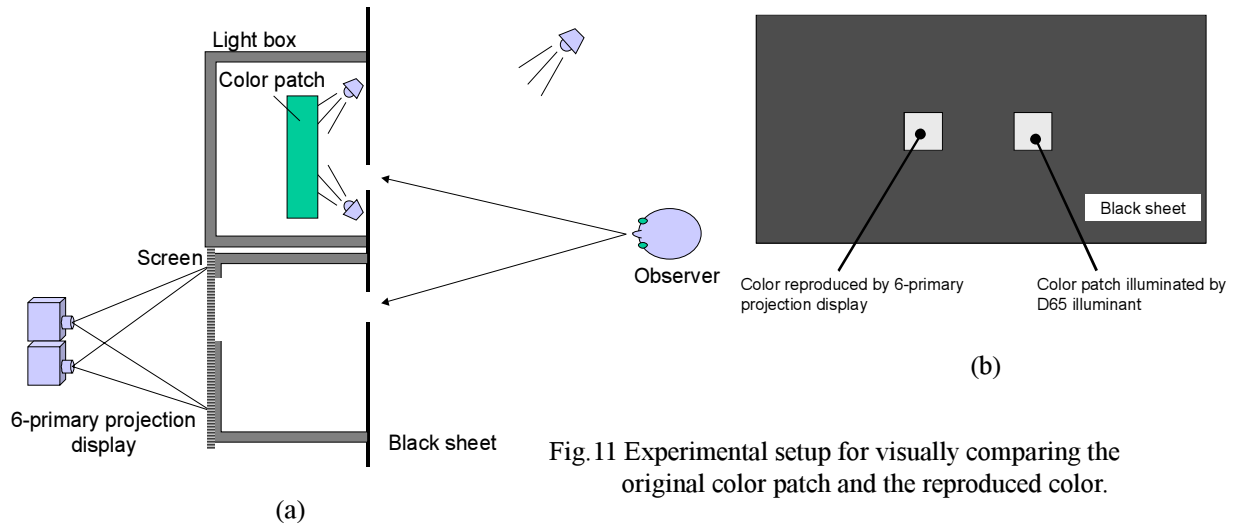 Light box
Color patch
Screen
Observer
6-primary projection
display
Black sheet
(a)
Black sheet
Color reproduced by 6-primary
projection display
Color patch illuminated by
D65 illuminant
(b)
Fig.11 Experimental setup for visually comparing the
original color patch and the reproduced color.